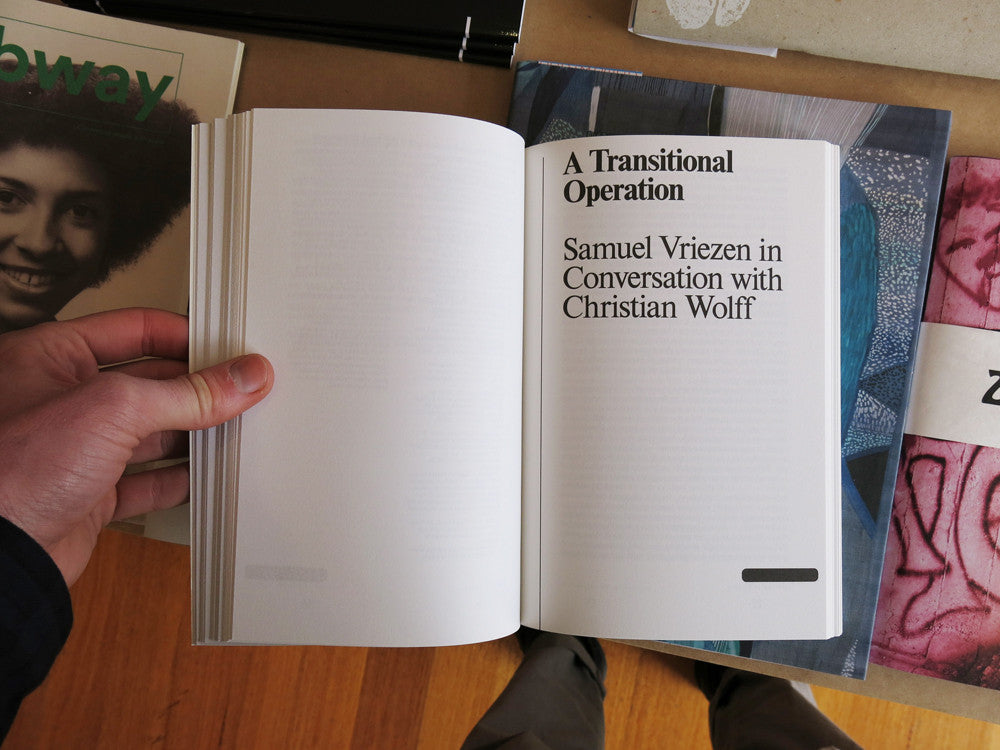 bway
A Transitional
Operation
Samuel Vriezen in
Conversation with
Christian Wolff
Z